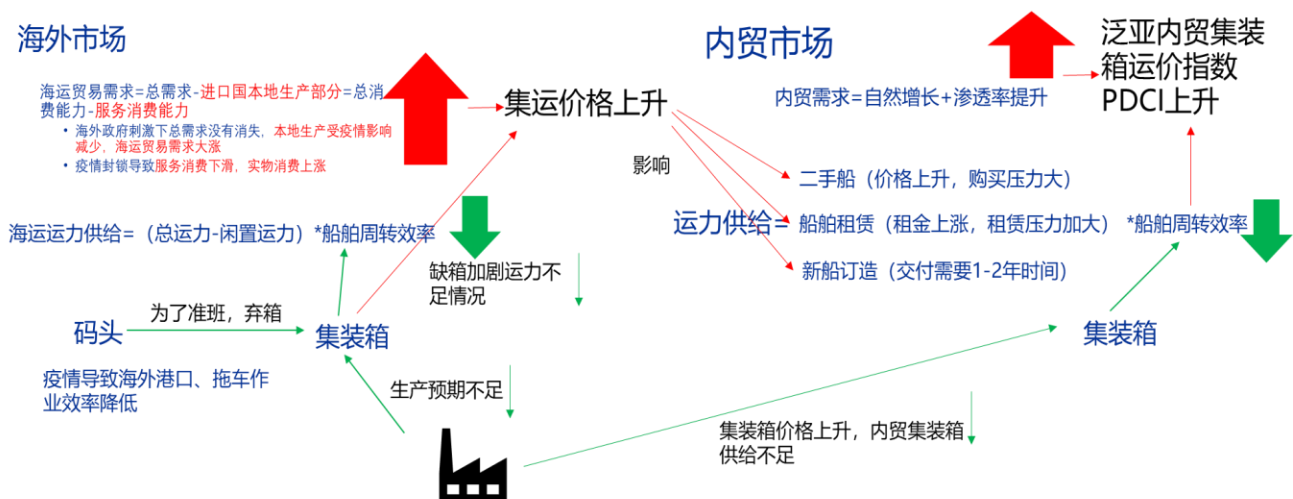 海外市场
海运贸易需求=总需求-进口国本地生产部分=总消
费能力-服务消费能力
• 海外政府刺激下总需求没有消失，本地生产受疫情影响
减少，海运贸易需求大涨
• 疫情封锁导致服务消费下滑，实物消费上涨
集运价格上升
海运运力供给=（总运力-闲置运力）*船舶周转效率
缺箱加剧运力不
足情况
码头
为了准班，弃箱
集装箱
疫情导致海外港口、拖车作
业效率降低
生产预期不足
影响
内贸市场
内贸需求=自然增长+渗透率提升
泛亚内贸集装
箱运价指数
PDCI上升
二手船（价格上升，购买压力大）
运力供给=
船舶租赁（租金上涨，租赁压力加大）
*船舶周转效率
新船订造（交付需要1-2年时间）
集装箱
集装箱价格上升，内贸集装箱
供给不足